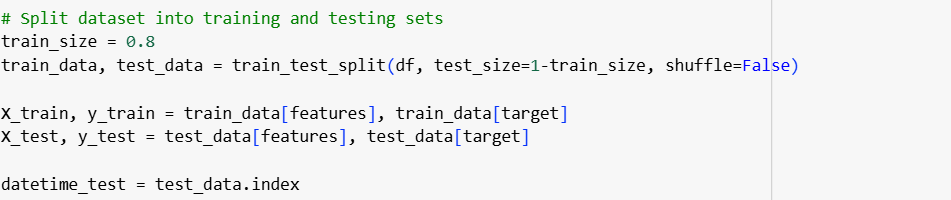 # Split dataset into training and testing sets
train_size = 0.8
train_data, test_data = train_test_split(df, test_size=1-train_size, shuffle=False)
X_train, y_train = train_data[features], train_data[target]
X_test, y_test = test_data[features], test_data[target]
datetime_test = test_data.index